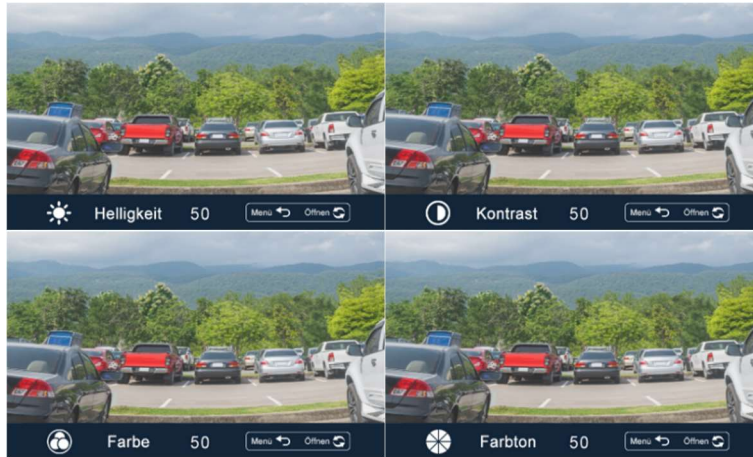 Helligkeit 50 Menü Öffnen
Kontrast 50 Menü Öffnen
Farbe 50 Menü Öffnen
Farbton 50 Menü Öffnen